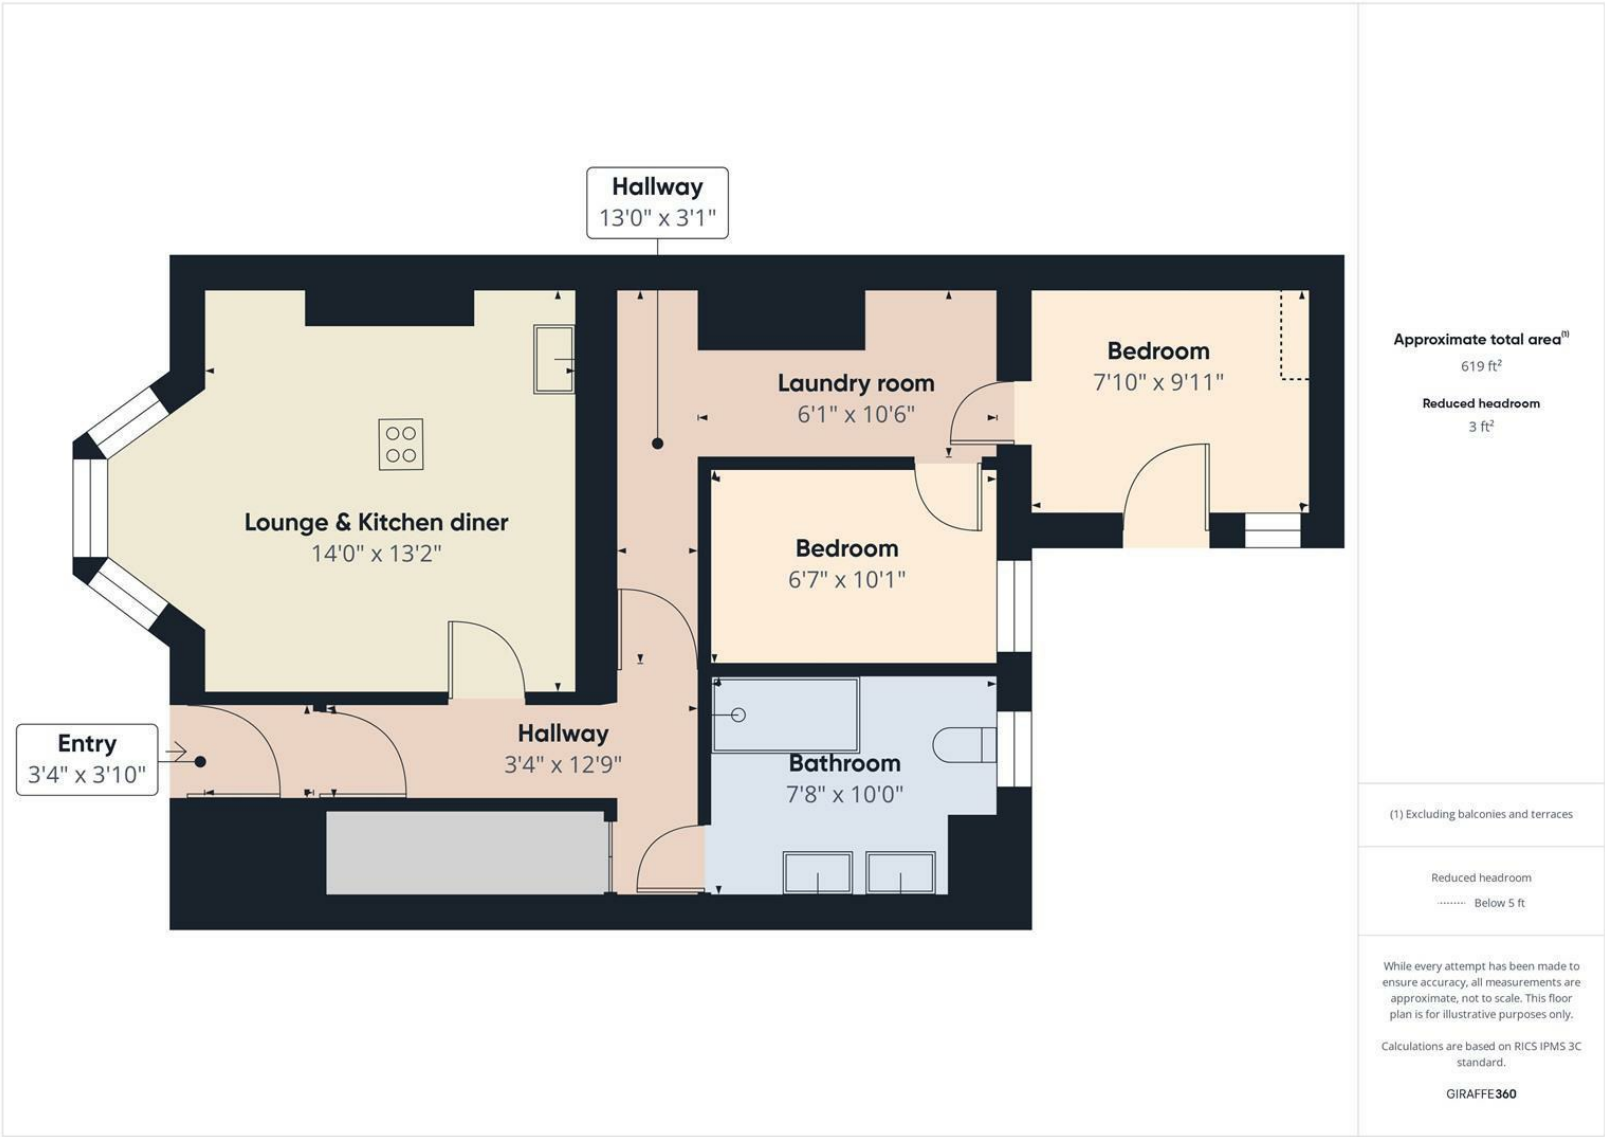 Hallway
13'0" x 3'1"
Bedroom
7'10" x 9'11"
Laundry room
6'1" x 10'6"
Lounge & Kitchen diner
14'0" x 13'2"
Bedroom
6'7" x 10'1"
Entry
3'4" x 3'10"
Hallway
3'4" x 12'9"
Bathroom
7'8" x 10'0"
Approximate total area(1)
619 ft²
Reduced headroom
3 ft²
(1) Excluding balconies and terraces
Reduced headroom
Below 5 ft
While every attempt has been made to
ensure accuracy, all measurements are
approximate, not to scale. This floor
plan is for illustrative purposes only.
Calculations are based on RICS IPMS 3C
standard.
GIRAFFE360